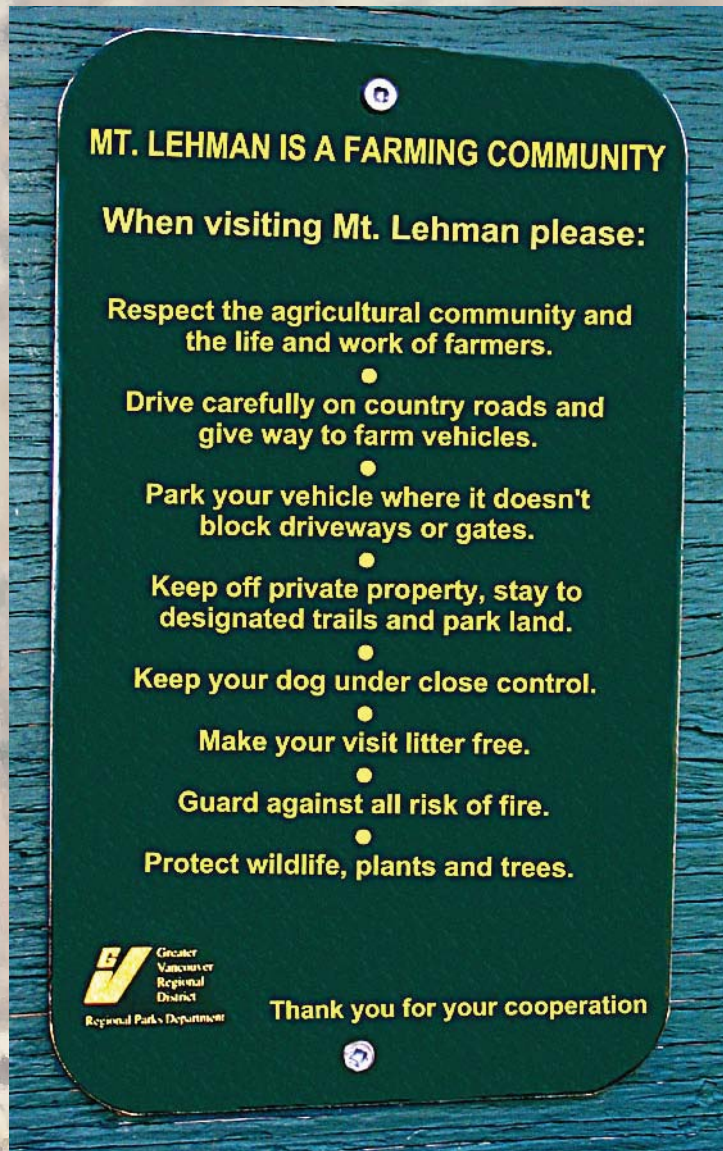 MT. LEHMAN IS A FARMING COMMUNITY
When visiting Mt. Lehman please:
Respect the agricultural community and
the life and work of farmers.
•
Drive carefully on country roads and
give way to farm vehicles.
•
Park your vehicle where it doesn't
block driveways or gates.
•
Keep off private property, stay to
designated trails and park land.
•
Keep your dog under close control.
•
Make your visit litter free.
•
Guard against all risk of fire.
•
Protect wildlife, plants and trees.
Greater
Vancouver
Regional
District
Regional Parks Department
Thank you for your cooperation